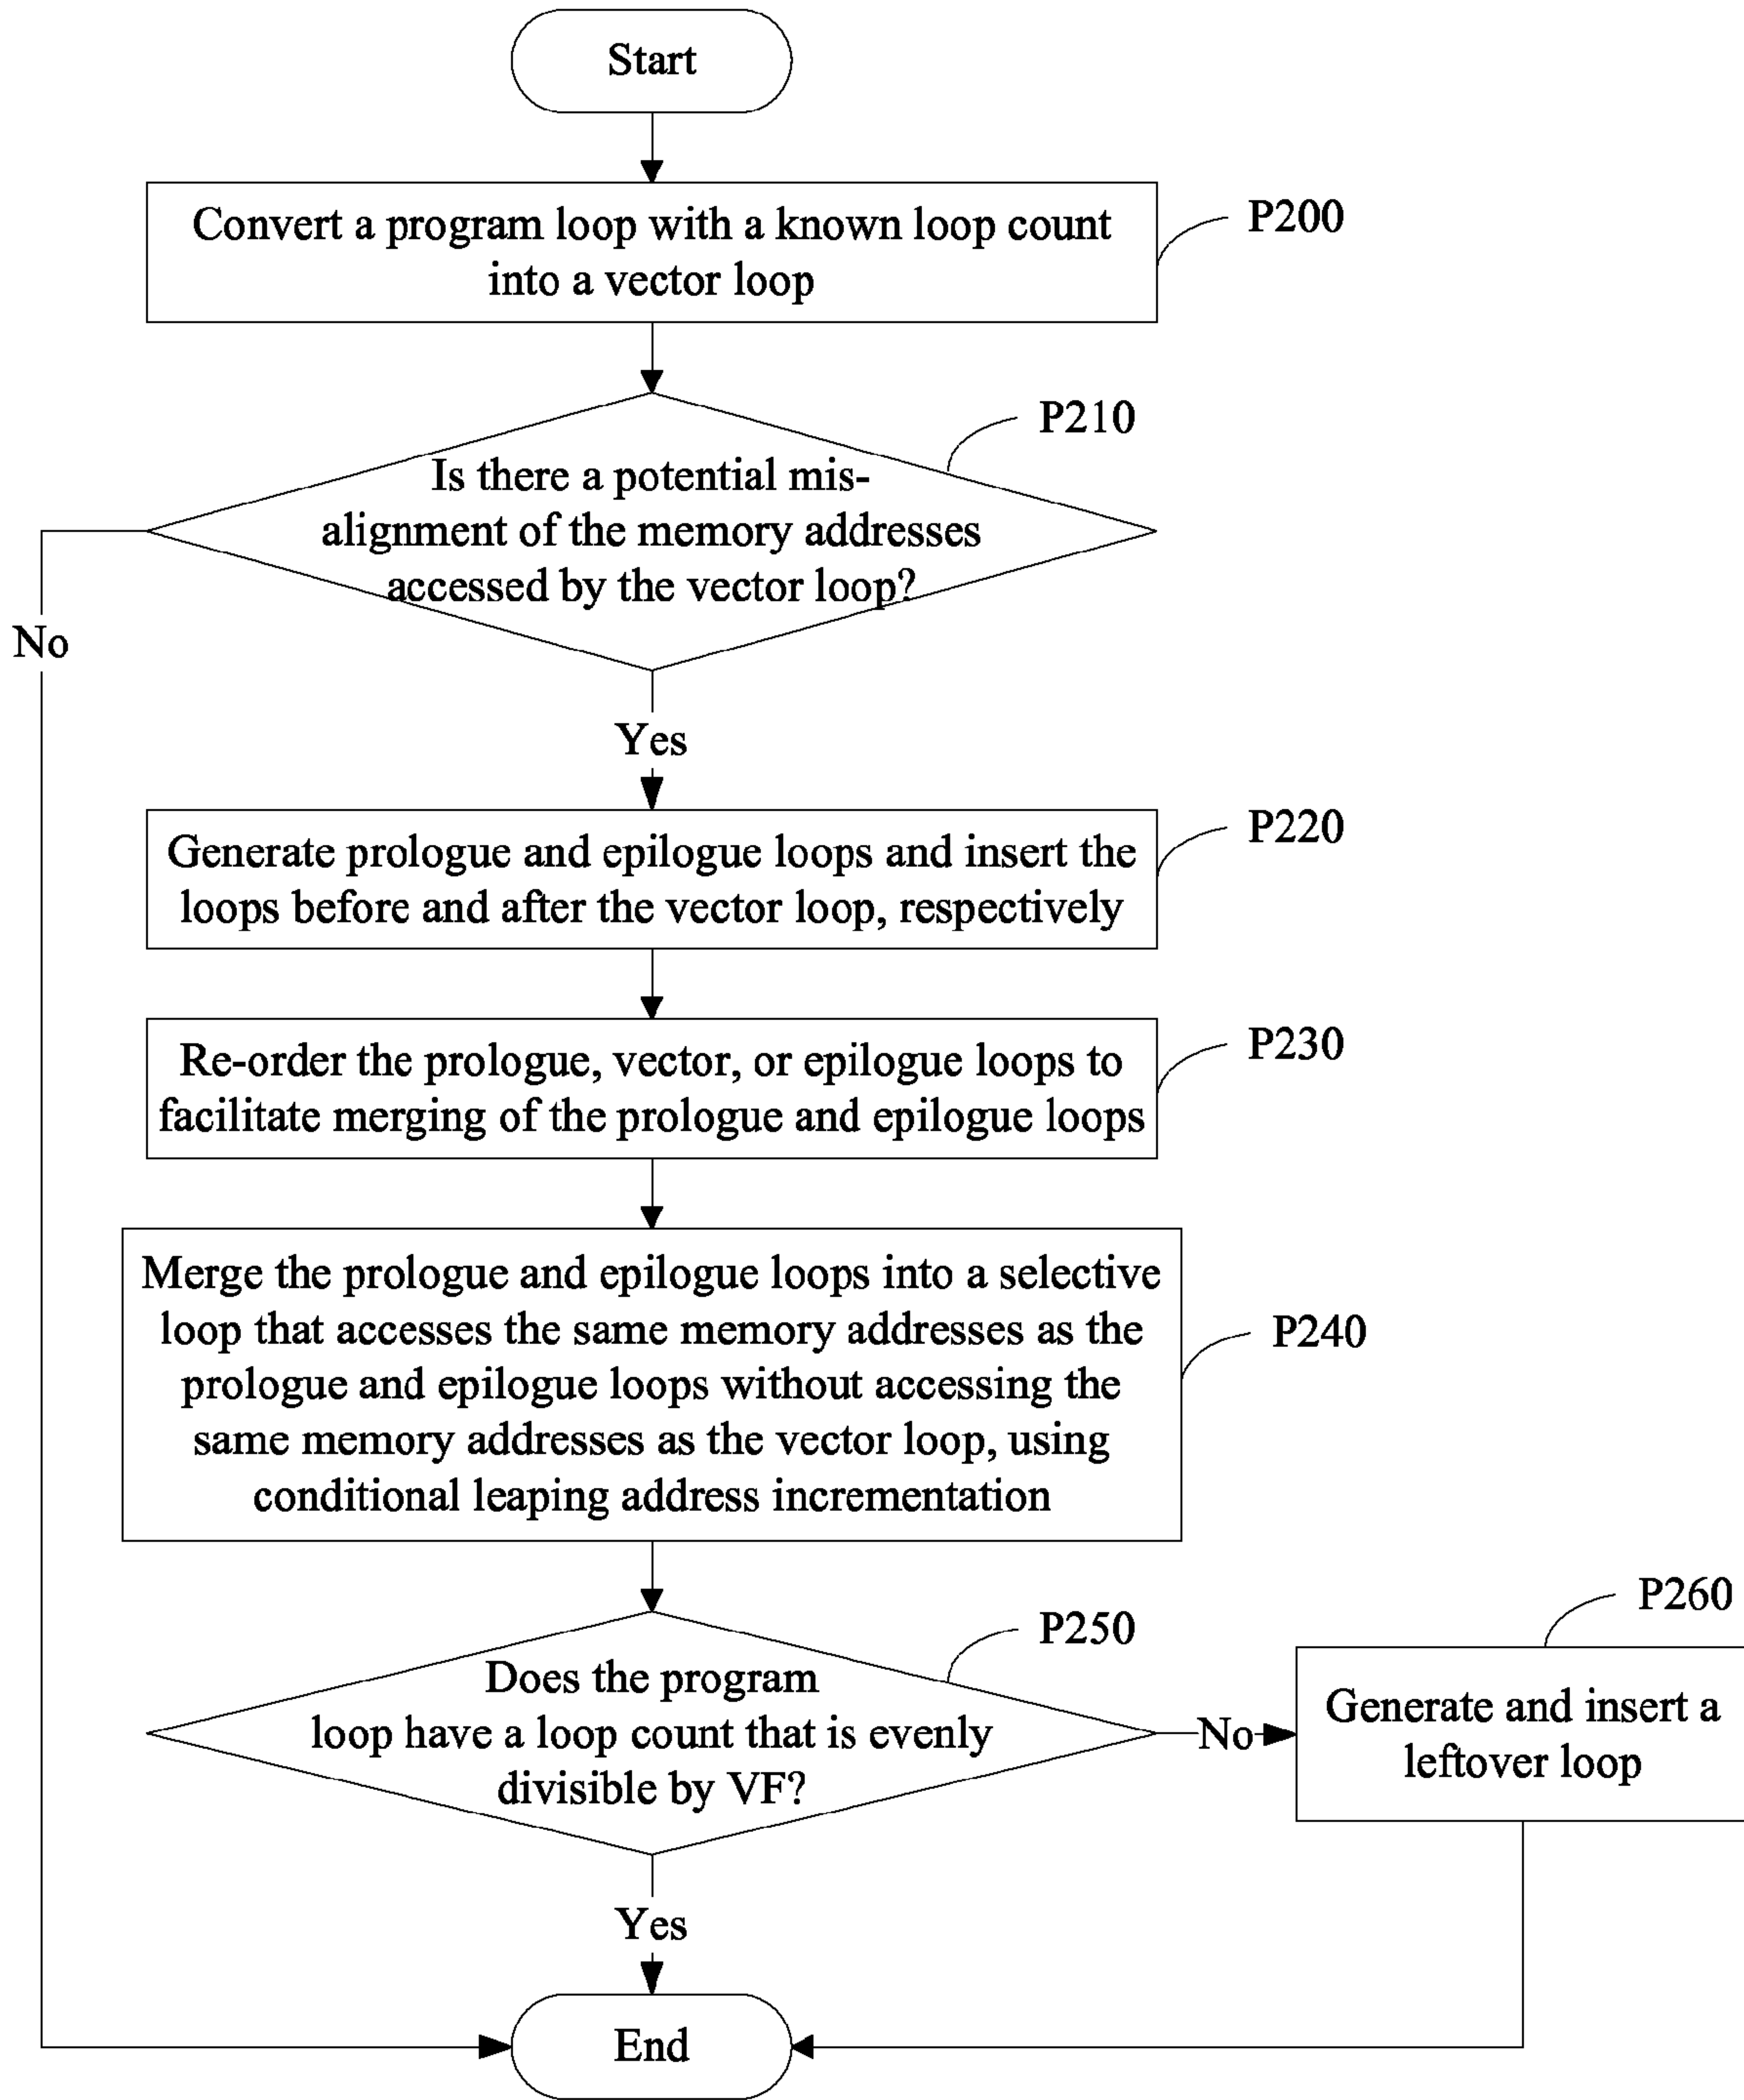 Start
Convert a program loop with a known loop count
into a vector loop
P200
P210
Is there a potential mis-
alignment of the memory addresses
accessed by the vector loop?
No
Yes
Generate prologue and epilogue loops and insert the
loops before and after the vector loop, respectively
P220
Re-order the prologue, vector, or epilogue loops to
facilitate merging of the prologue and epilogue loops
P230
Merge the prologue and epilogue loops into a selective
loop that accesses the same memory addresses as the
prologue and epilogue loops without accessing the
same memory addresses as the vector loop, using
conditional leaping address incrementation
P240
P250
Does the program
loop have a loop count that is evenly
divisible by VF?
No
P260
Generate and insert a
leftover loop
Yes
End